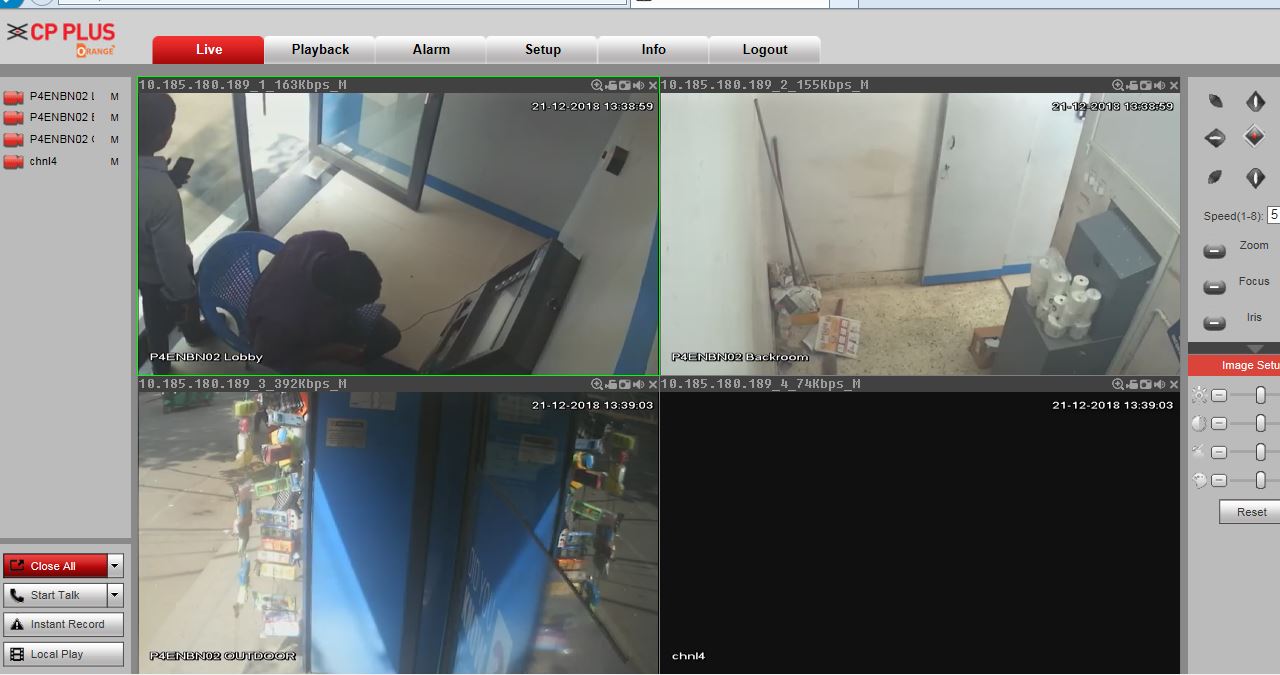 CP PLUS
ORANGE
Live
Playback
Alarm
Setup
Info
Logout
P4ENBN02
M
P4ENBN02
M
P4ENBN02
M
chnl4
M
10.185.180.189_1_163Kbps_M
21-12-2018 13:38:59
P4ENBN02 Lobby
10.185.180.189_2_155Kbps_M
21-12-2018 13:38:59
P4ENBN02 Backroom
10.185.180.189_3_392Kbps_M
21-12-2018 13:39:03
P4ENBN02 OUTDOOR
10.185.180.189_4_74Kbps_M
21-12-2018 13:39:03
chnl4
Speed(1-8): 5
Zoom
Focus
Iris
Image Setu
Reset
Close All
Start Talk
Instant Record
Local Play